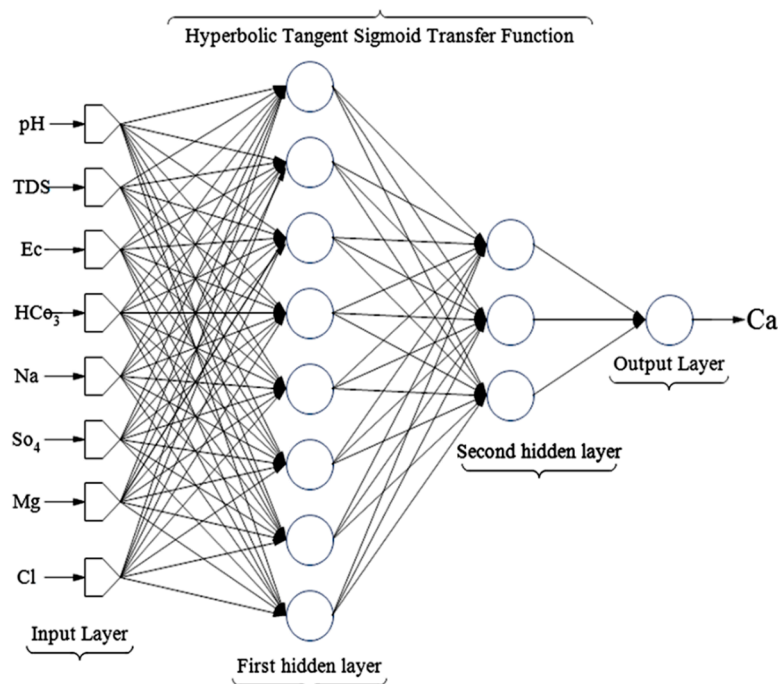 Hyperbolic Tangent Sigmoid Transfer Function
pH
TDS
Ec
HCo₃
Na
So₄
Mg
Cl
Ca
Output Layer
Second hidden layer
Input Layer
First hidden layer